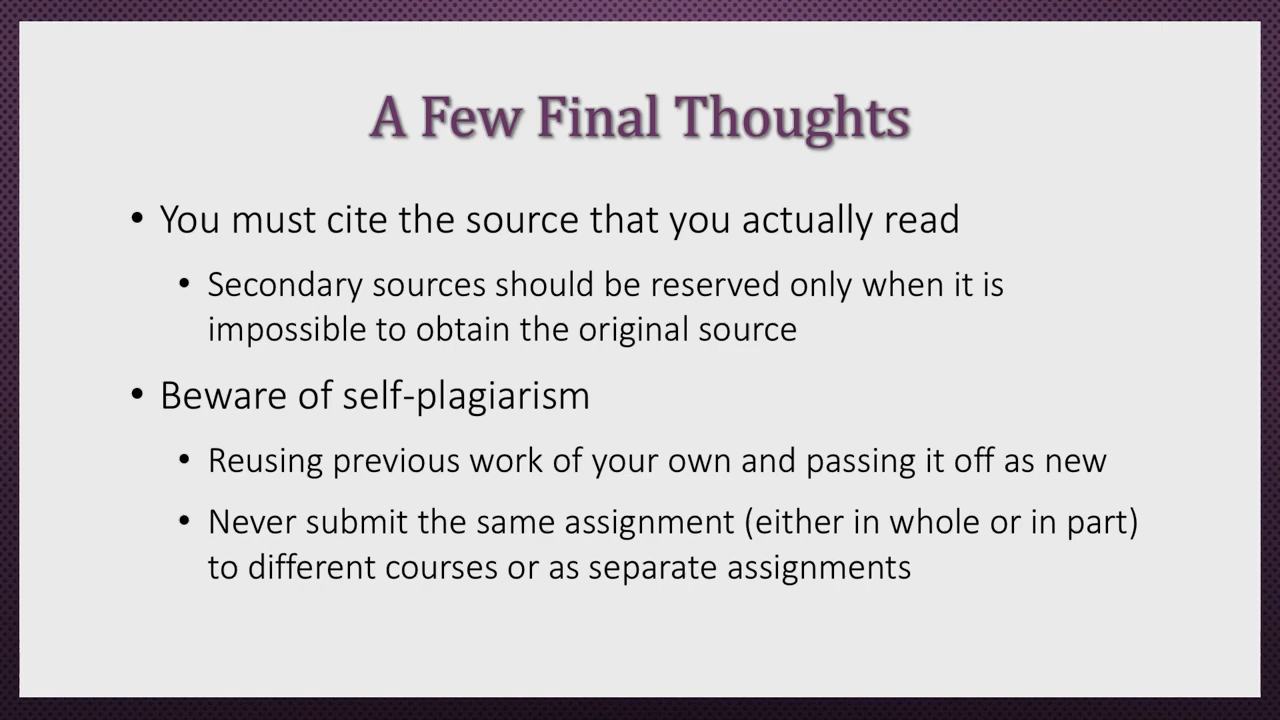 A Few Final Thoughts
• You must cite the source that you actually read
• Secondary sources should be reserved only when it is
impossible to obtain the original source
• Beware of self-plagiarism
• Reusing previous work of your own and passing it off as new
• Never submit the same assignment (either in whole or in part)
to different courses or as separate assignments